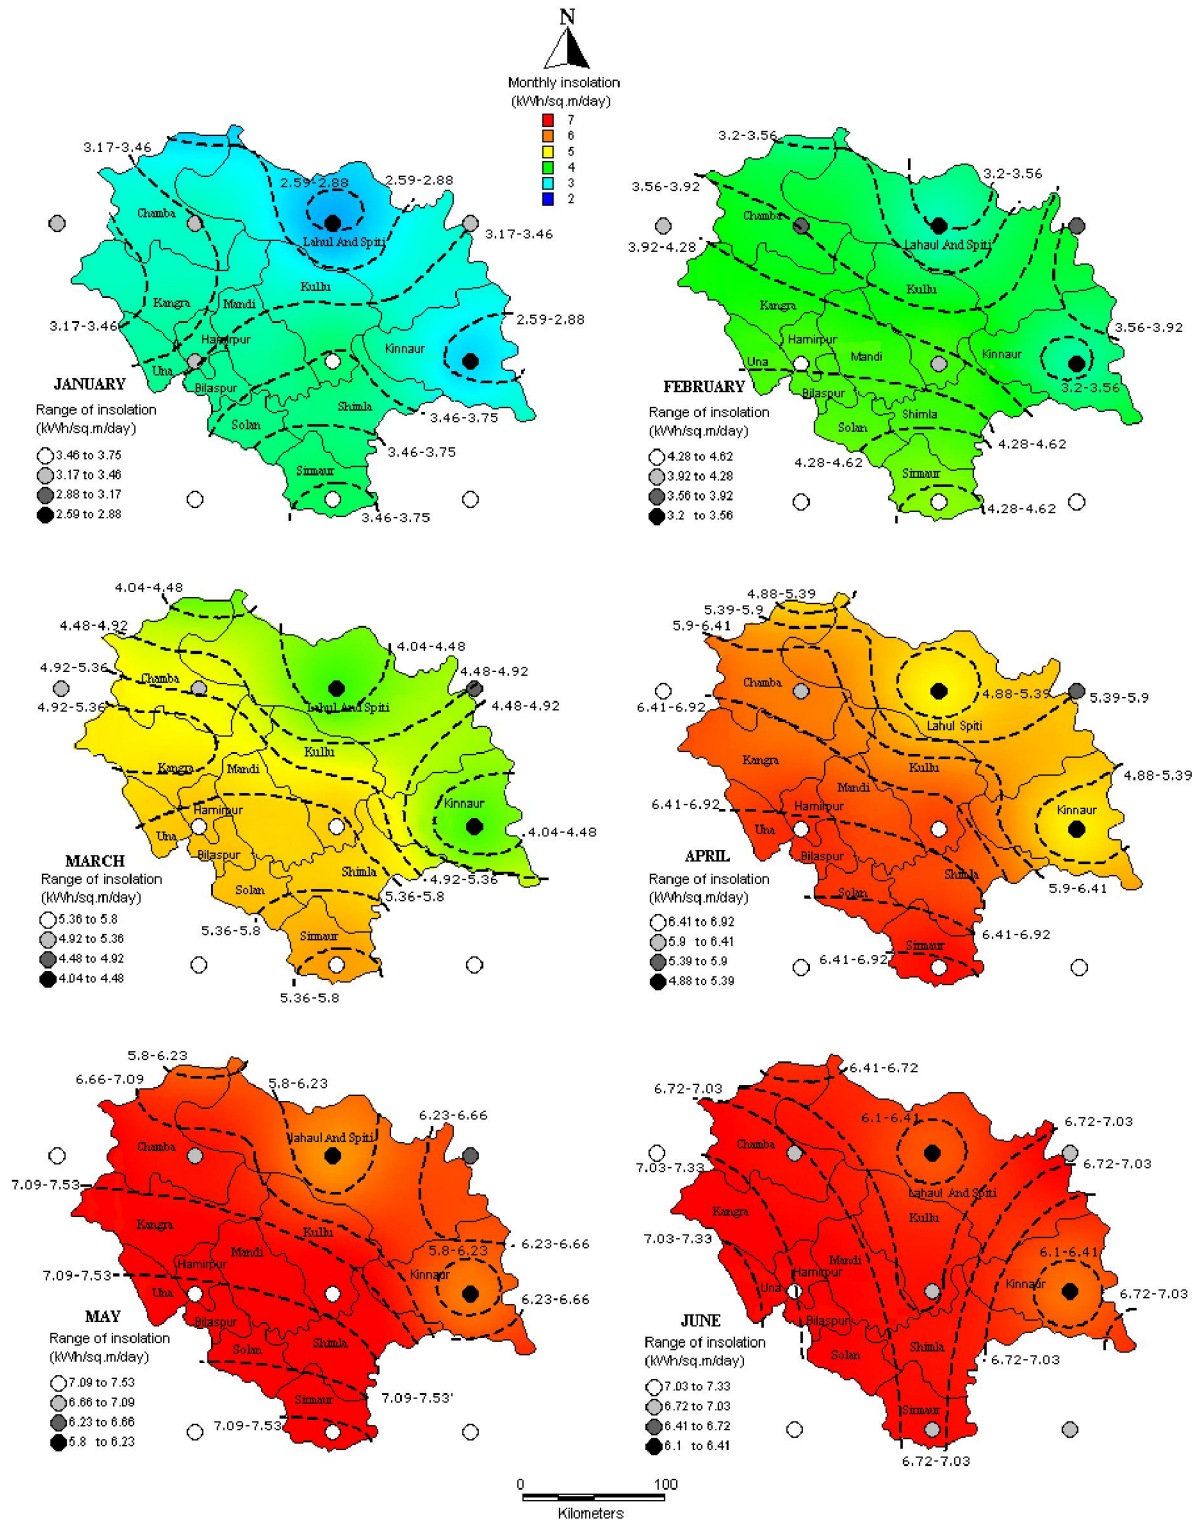 N
Monthly insolation
(kWh/sq.m/day)
7
6
5
4
3
2
3.17-3.46
2.59-2.88
2.59-2.88
Chamba
3.17-3.46
Lahul And Spiti
Kullu
Kangra
Mandi
3.17-3.46
2.59-2.88
Hamirpur
Kinnaur
Una
Bilaspur
JANUARY
Shimla
3.46-3.75
Solan
3.46-3.75
Sirmaur
3.46-3.75
Range of insolation
(kWh/sq.m/day)
3.46 to 3.75
3.17 to 3.46
2.88 to 3.17
2.59 to 2.88
3.2-3.56
3.2-3.56
3.56-3.92
Chamba
3.92-4.28
Lahaul And Spiti
Kullu
Kangra
3.56-3.92
Hamirpur
Mandi
Kinnaur
Una
3.2-3.56
Bilaspur
FEBRUARY
Shimla
Solan
4.28-4.62
4.28-4.62
Sirmaur
4.28-4.62
Range of insolation
(kWh/sq.m/day)
4.28 to 4.62
3.92 to 4.28
3.56 to 3.92
3.2 to 3.56
4.04-4.48
4.48-4.92
4.04-4.48
4.92-5.36
Chamba
4.48-4.92
4.92-5.36
4.48-4.92
Lahul And Spiti
Kullu
Kangra
Mandi
Kinnaur
Hamirpur
Una
4.04-4.48
Bilaspur
MARCH
Shimla
4.92-5.36
Solan
5.36-5.8
5.36-5.8
Sirmaur
5.36-5.8
Range of insolation
(kWh/sq.m/day)
5.36 to 5.8
4.92 to 5.36
4.48 to 4.92
4.04 to 4.48
4.88-5.39
5.39-5.9
5.9-6.41
Chamba
4.88-5.39
5.39-5.9
6.41-6.92
Lahul Spiti
Kangra
Kullu
4.88-5.39
Mandi
6.41-6.92
Hamirpur
Kinnaur
Una
Bilaspur
APRIL
Shimla
5.9-6.41
Solan
6.41-6.92
Sirmaur
6.41-6.92
Range of insolation
(kWh/sq.m/day)
6.41 to 6.92
5.9 to 6.41
5.39 to 5.9
4.88 to 5.39
5.8-6.23
6.66-7.09
5.8-6.23
6.23-6.66
Chamba
lahaul And Spiti
7.09-7.53
Kangra
Kullu
Mandi
5.8-6.23
6.23-6.66
Hamirpur
Kinnaur
7.09-7.53
Una
6.23-6.66
Bilaspur
MAY
Solan
Shimla
7.09-7.53'
Sirmaur
7.09-7.53
Range of insolation
(kWh/sq.m/day)
7.09 to 7.53
6.66 to 7.09
6.23 to 6.66
5.8 to 6.23
6.41-6.72
6.72-7.03
6.1-6.41
6.72-7.03
Chamba
7.03-7.33
6.72-7.03
Lahaul And Spiti
Kangra
Kullu
7.03-7.33
Mandi
6.1-6.41
Hamirpur
Una
Kinnaur
6.72-7.03
Bilaspur
JUNE
Solan
Shimla
6.72-7.03
Sirmaur
6.72-7.03
Range of insolation
(kWh/sq.m/day)
7.03 to 7.33
6.72 to 7.03
6.41 to 6.72
6.1 to 6.41
0 100
Kilometers